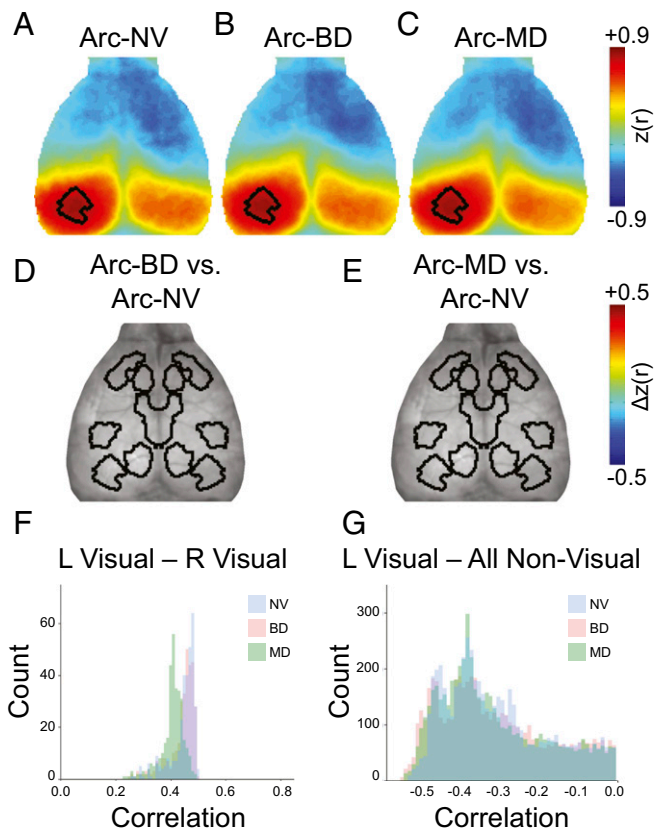 A
Arc-NV
B
Arc-BD
C
Arc-MD
+0.9
z(r)
-0.9
D
Arc-BD vs.
Arc-NV
E
Arc-MD vs.
Arc-NV
+0.5
Δz(r)
-0.5
F
L Visual – R Visual
Count
60
40
20
0
NV
BD
MD
0.0
0.2
0.4
0.6
0.8
Correlation
G
L Visual – All Non-Visual
Count
300
200
100
0
NV
BD
MD
-0.5
-0.4
-0.3
-0.2
-0.1
0.0
Correlation